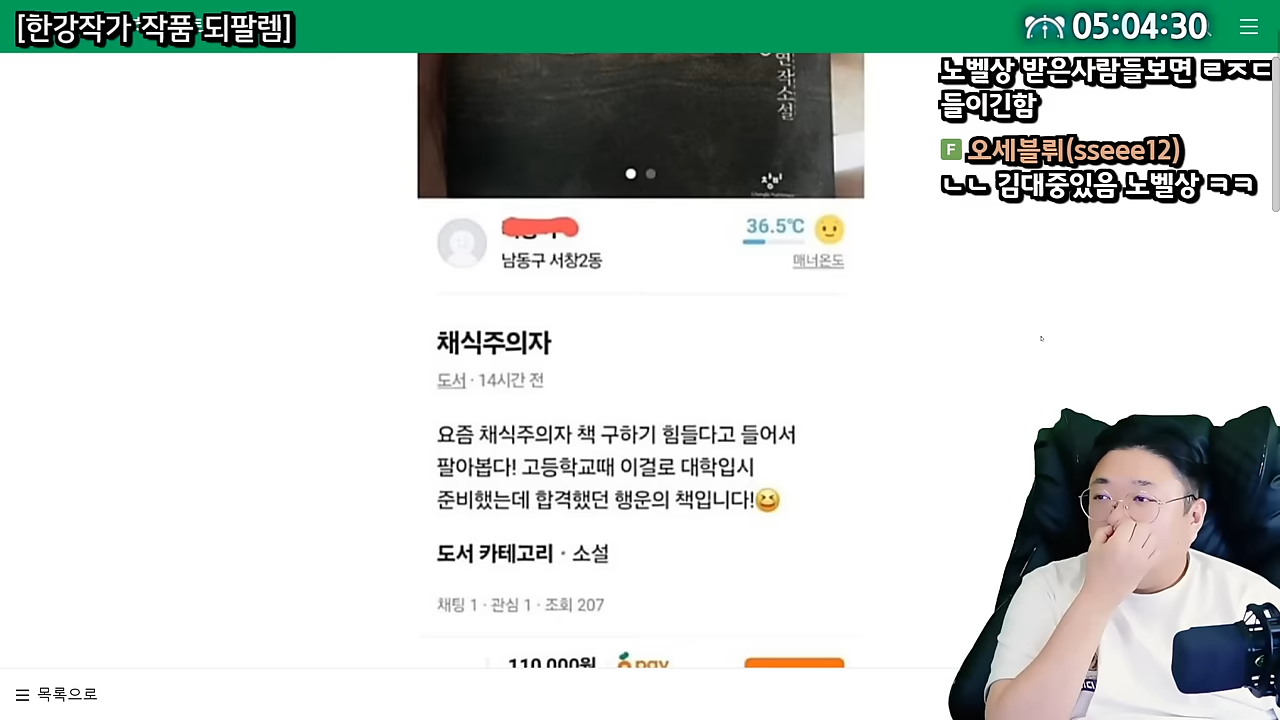 [한강작가 작품 되팔렘]
05:04:30
노벨상 받은사람들보면 ㄹㅈㄷ
들이긴함
F 오세블뤼(sseee12)
ㄴㄴ 김대중있음 노벨상 ㅋㅋ
연작소설
창비
36.5℃
남동구 서창2동
매너온도
채식주의자
도서 · 14시간 전
요즘 채식주의자 책 구하기 힘들다고 들어서
팔아봅다! 고등학교때 이걸로 대학입시
준비했는데 합격했던 행운의 책입니다!😆
도서 카테고리 · 소설
채팅 1 · 관심 1 · 조회 207
110,000원
pay
목록으로